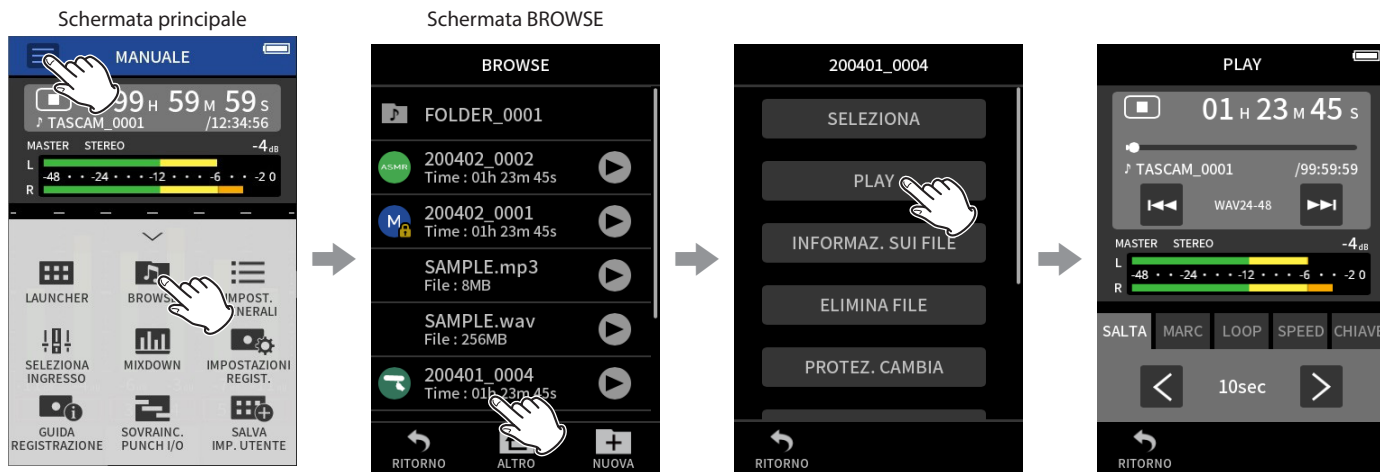 Schermata principale
MANUALE
99 H 59 M 59 S
♪ TASCAM_0001 /12:34:56
MASTER STEREO -4dB
L
-48 • • -24 • • • -12 • • • -6 • • -2 0
R
LAUNCHER
BROWSE
IMPOST.
GENERALI
SELEZIONA
INGRESSO
MIXDOWN
IMPOSTAZIONI
REGIST.
GUIDA
REGISTRAZIONE
SOVRAINC.
PUNCH I/O
SALVA
IMP. UTENTE
Schermata BROWSE
BROWSE
FOLDER_0001
ASMR
200402_0002
Time : 01h 23m 45s
M
200402_0001
Time : 01h 23m 45s
SAMPLE.mp3
File : 8MB
SAMPLE.wav
File : 256MB
200401_0004
Time : 01h 23m 45s
RITORNO
ALTRO
NUOVA
200401_0004
SELEZIONA
PLAY
INFORMAZ. SUI FILE
ELIMINA FILE
PROTEZ. CAMBIA
RITORNO
PLAY
01 H 23 M 45 S
♪ TASCAM_0001 /99:59:59
WAV24-48
MASTER STEREO -4dB
L
-48 • • -24 • • • -12 • • • -6 • • -2 0
R
SALTA MARC LOOP SPEED CHIAVE
10sec
RITORNO